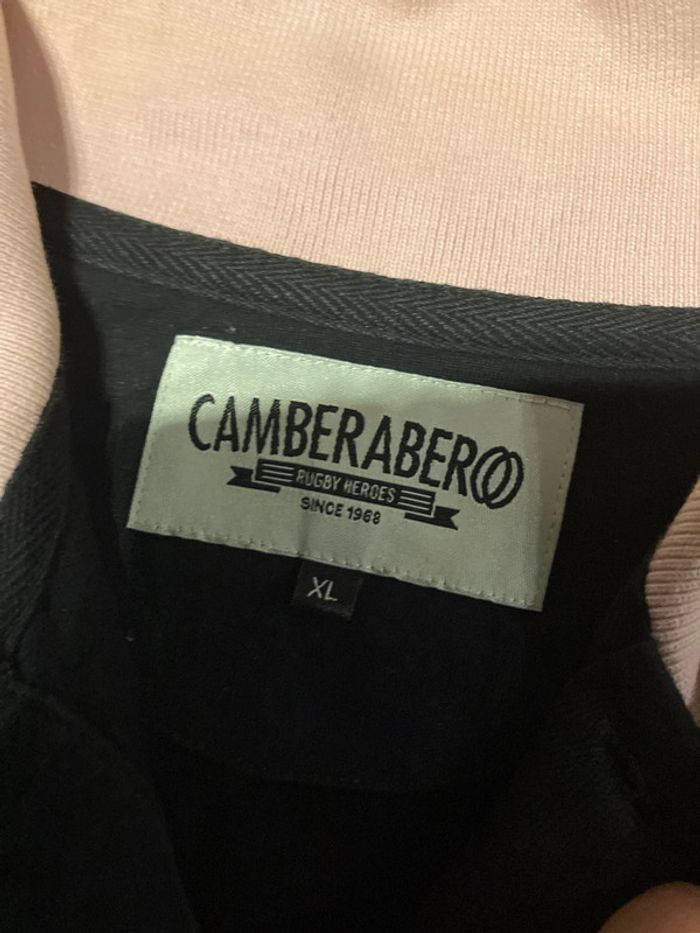 CAMBERABERO
RUGBY HEROES
SINCE 1968
XL